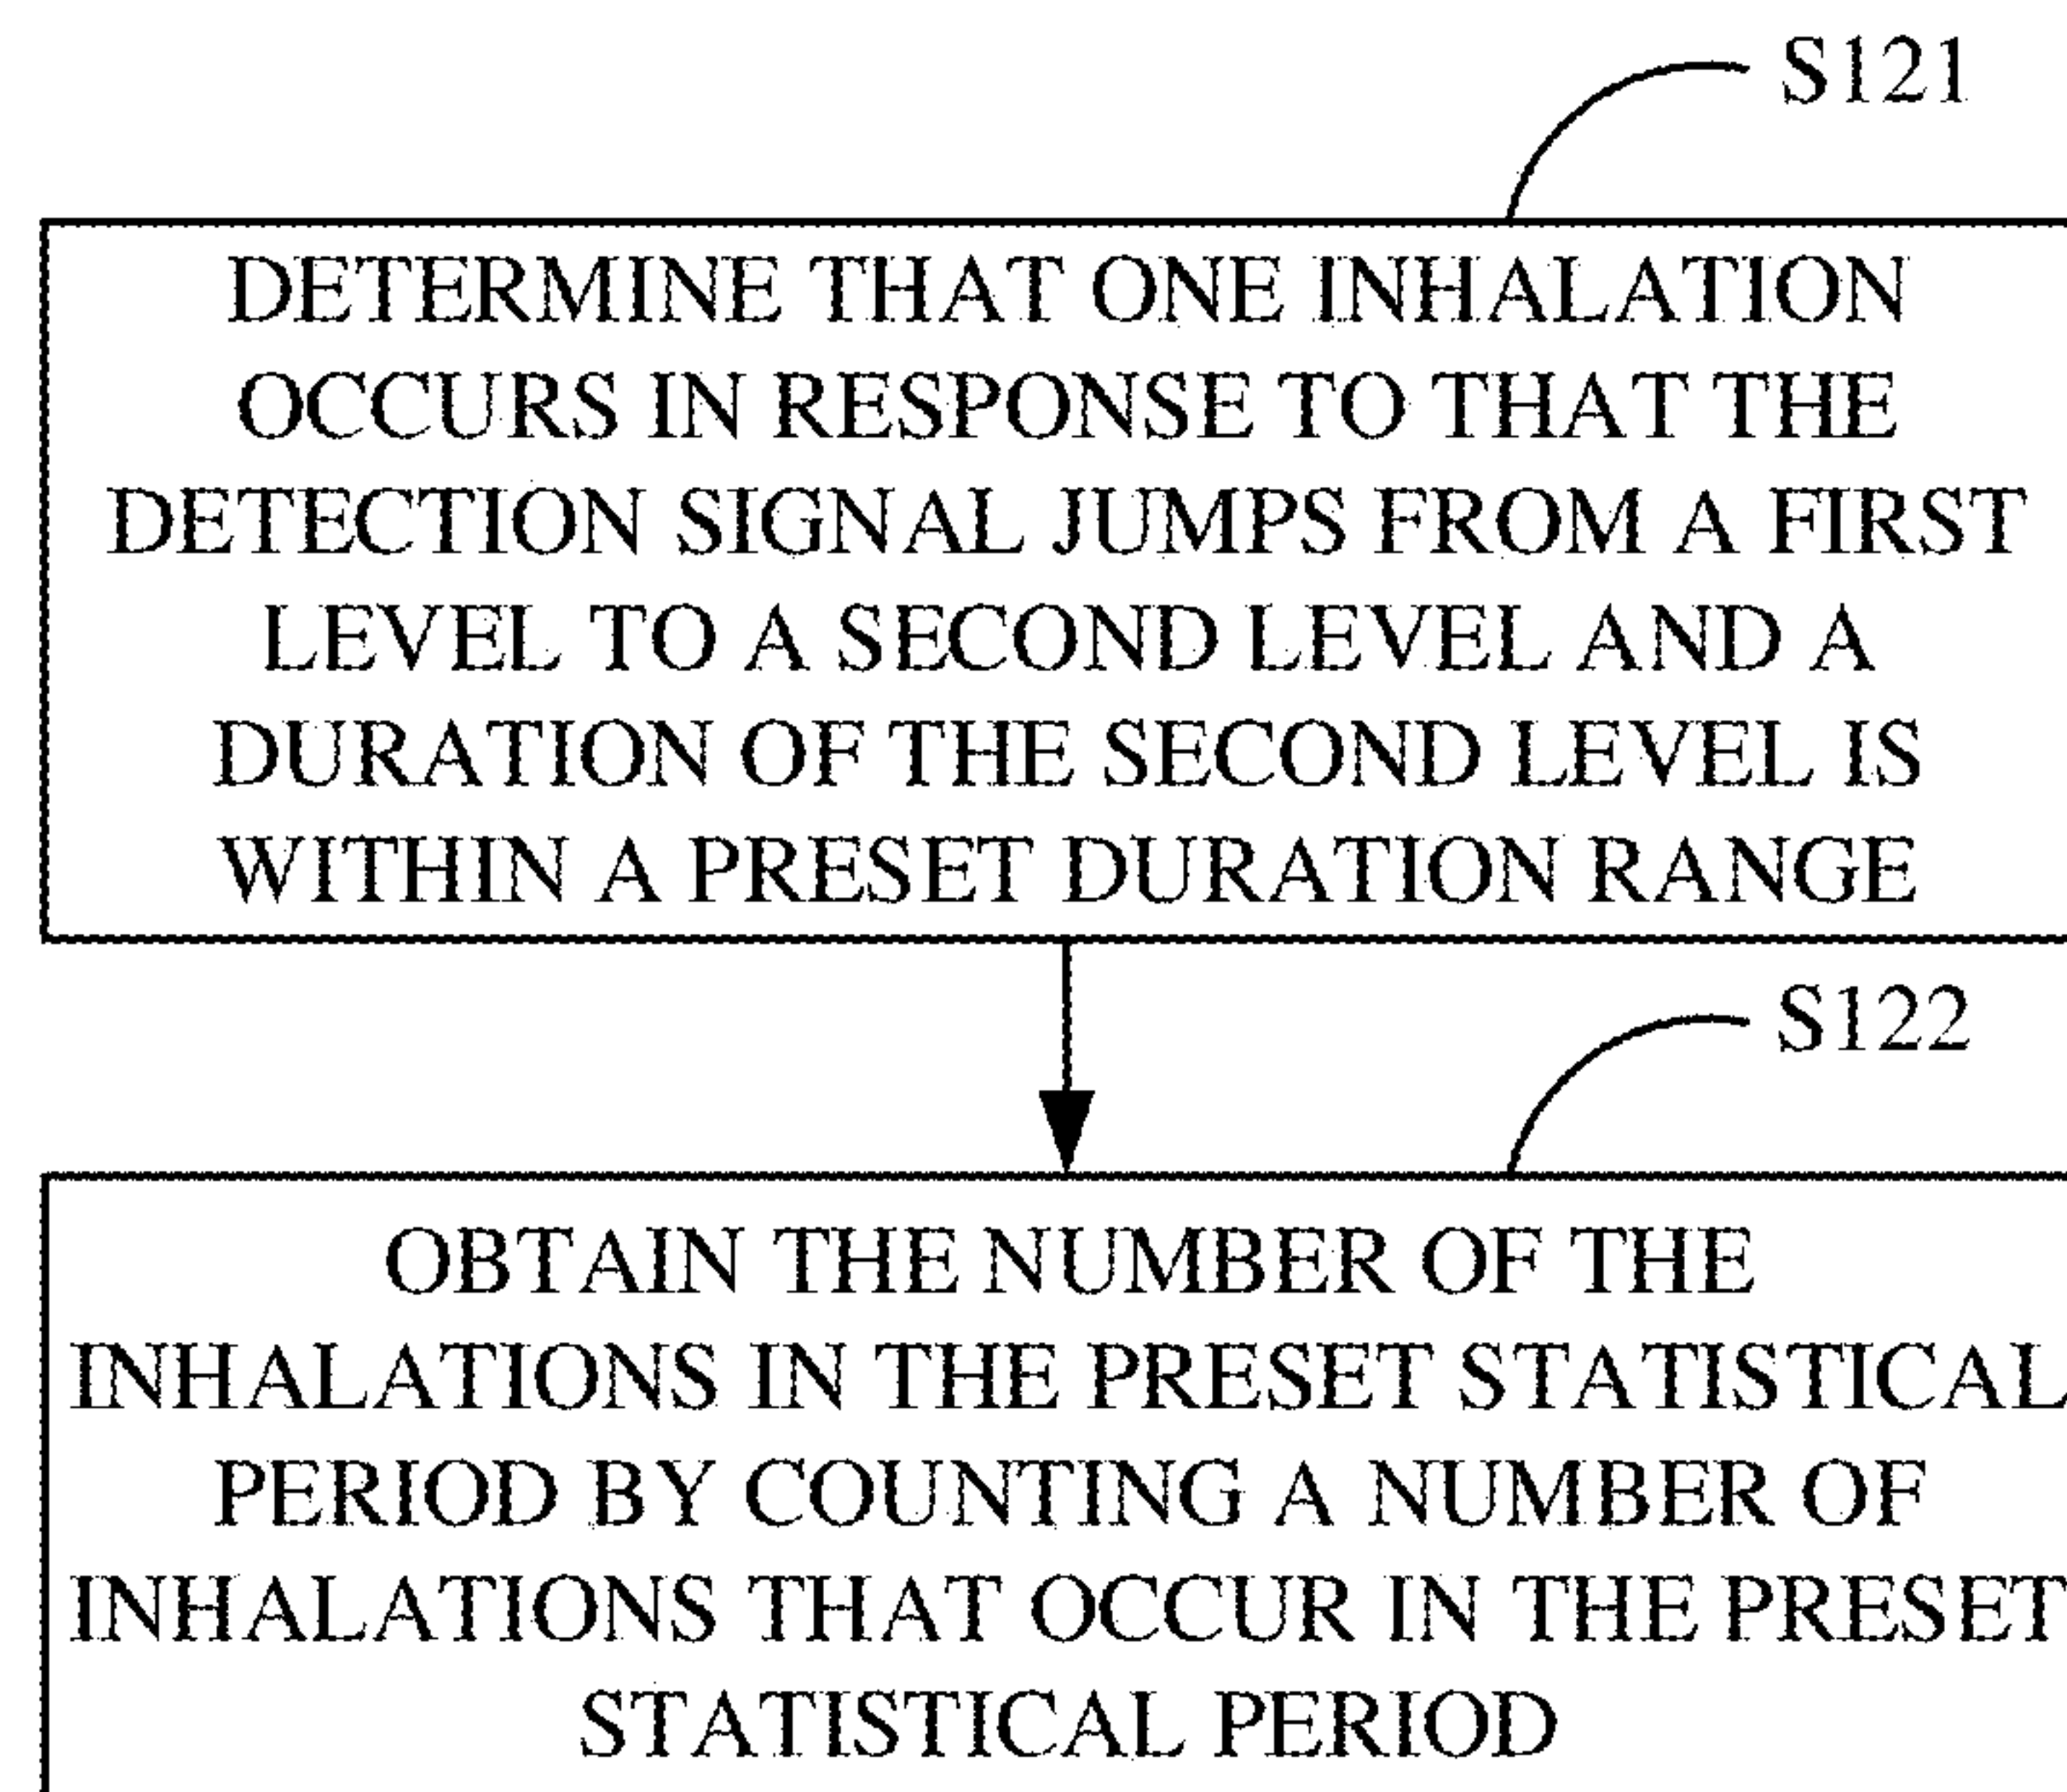 S121
DETERMINE THAT ONE INHALATION
OCCURS IN RESPONSE TO THAT THE
DETECTION SIGNAL JUMPS FROM A FIRST
LEVEL TO A SECOND LEVEL AND A
DURATION OF THE SECOND LEVEL IS
WITHIN A PRESET DURATION RANGE
S122
OBTAIN THE NUMBER OF THE
INHALATIONS IN THE PRESET STATISTICAL
PERIOD BY COUNTING A NUMBER OF
INHALATIONS THAT OCCUR IN THE PRESET
STATISTICAL PERIOD